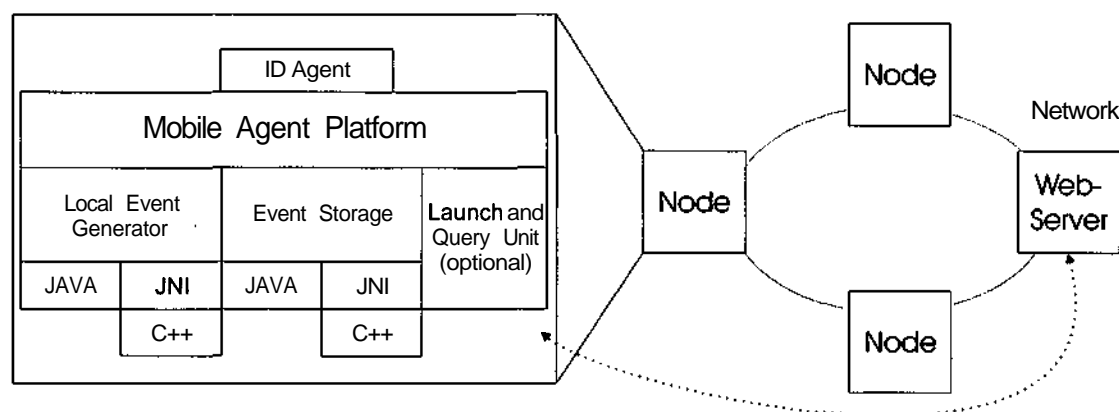 ID Agent
Mobile Agent Platform
Local Event
Generator
Event Storage
Launch and
Query Unit
(optional)
JAVA
JNI
JAVA
JNI
C++
C++
Node
Node
Network
Web-
Server
Node